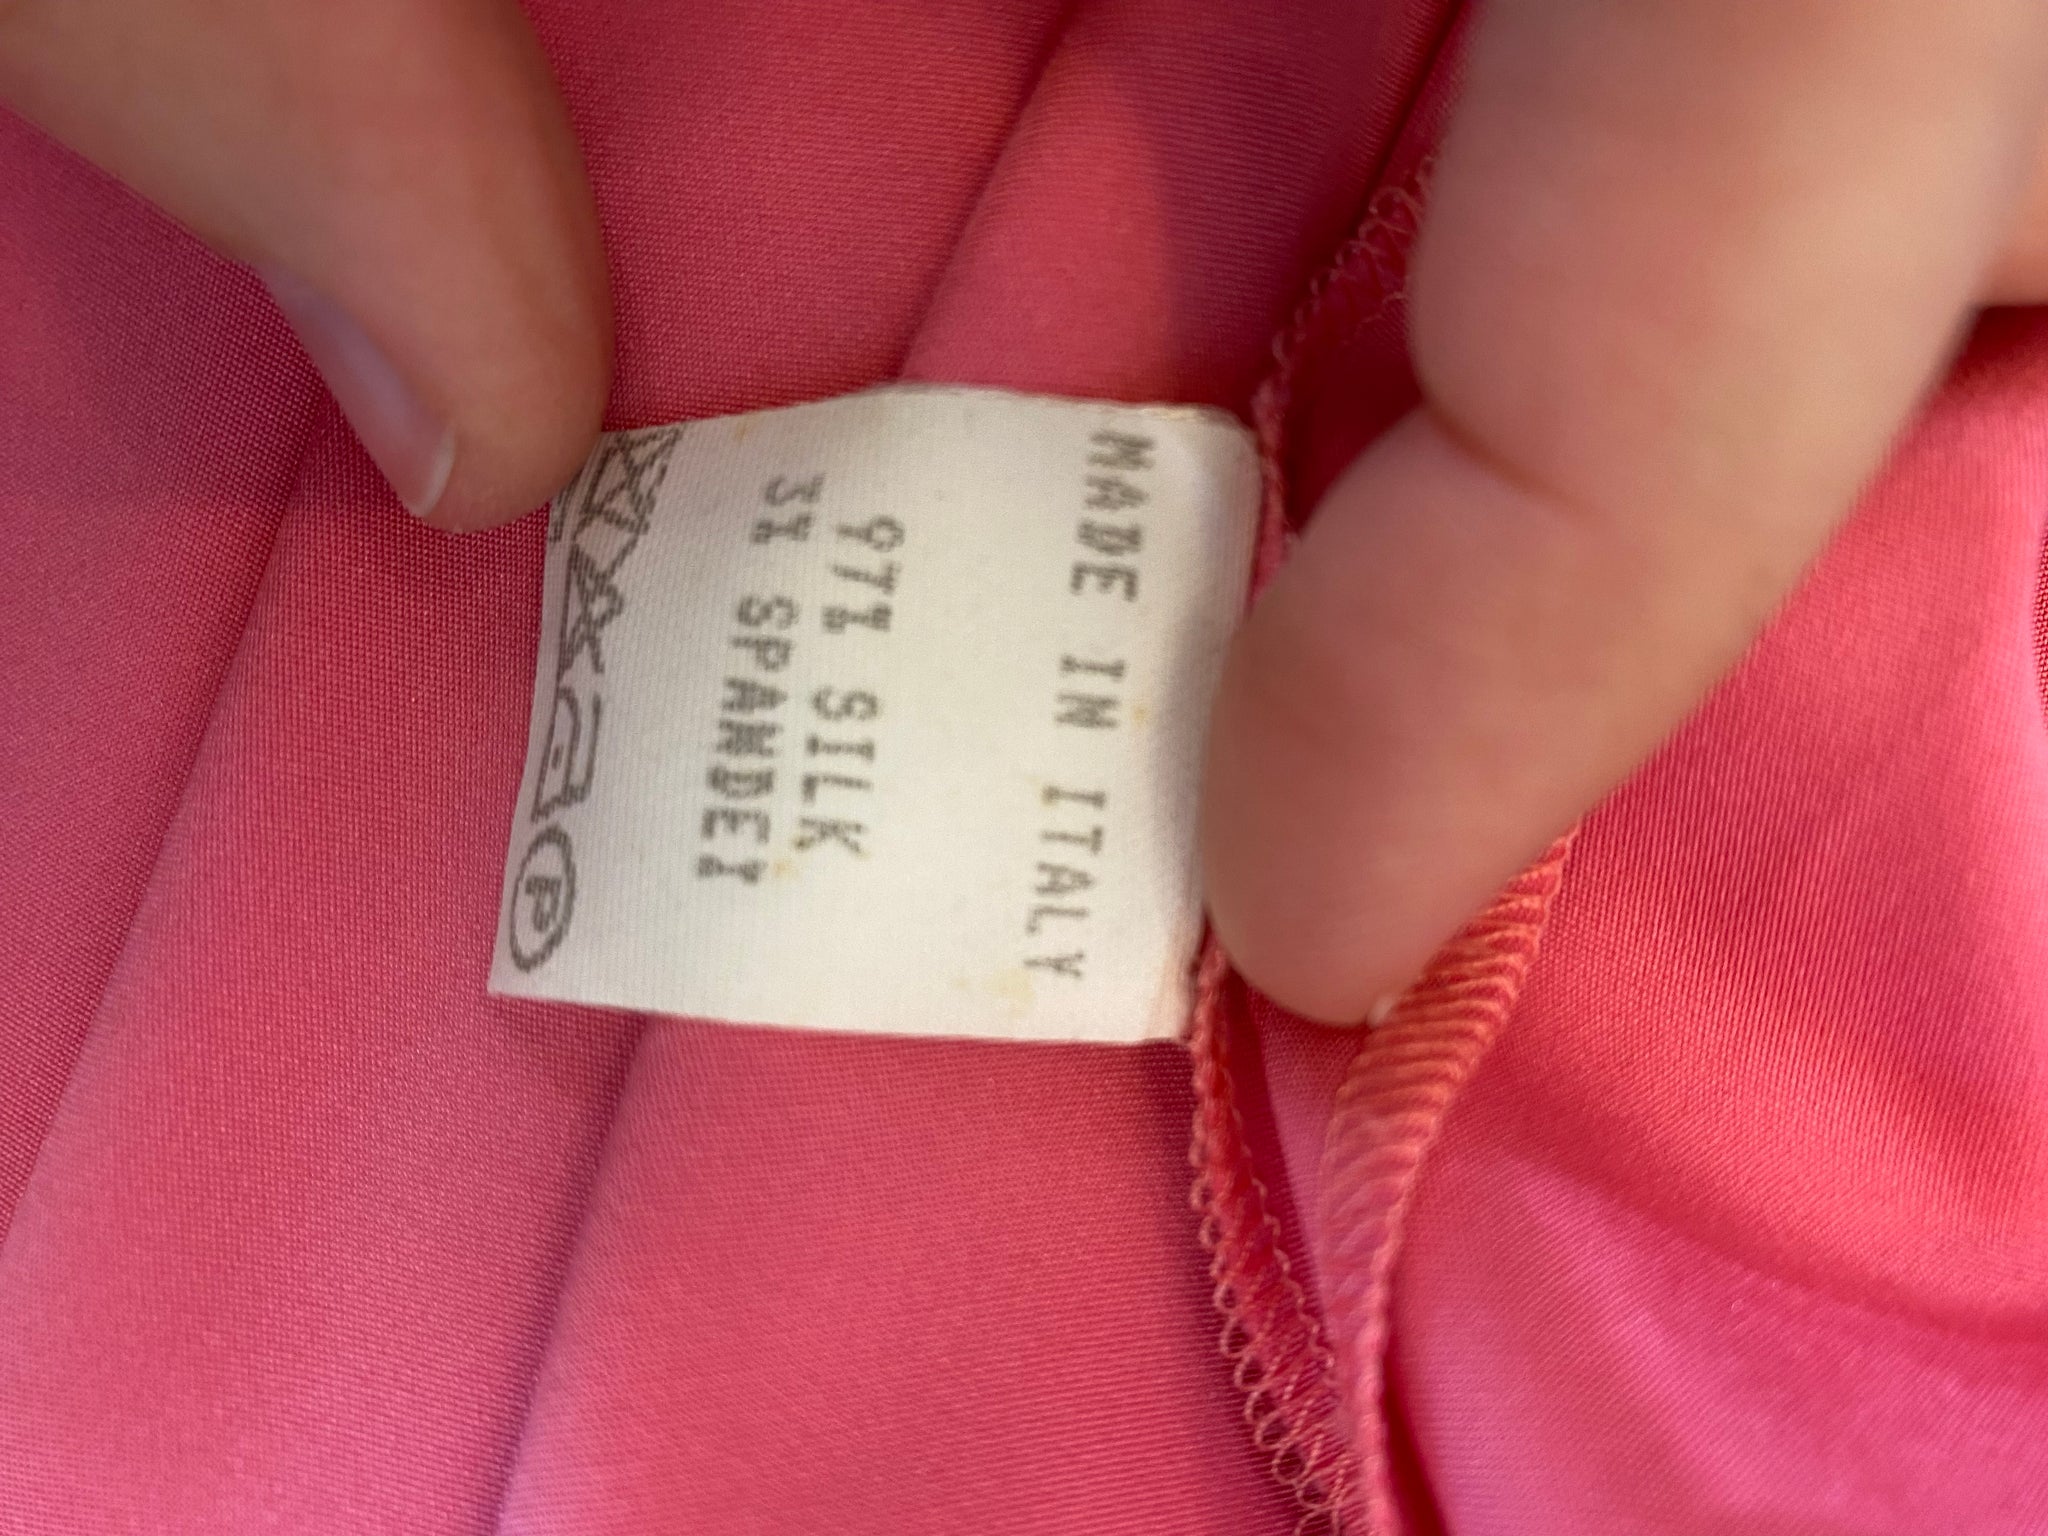 MADE IN ITALY
97% SILK
3% SPANDEX
P